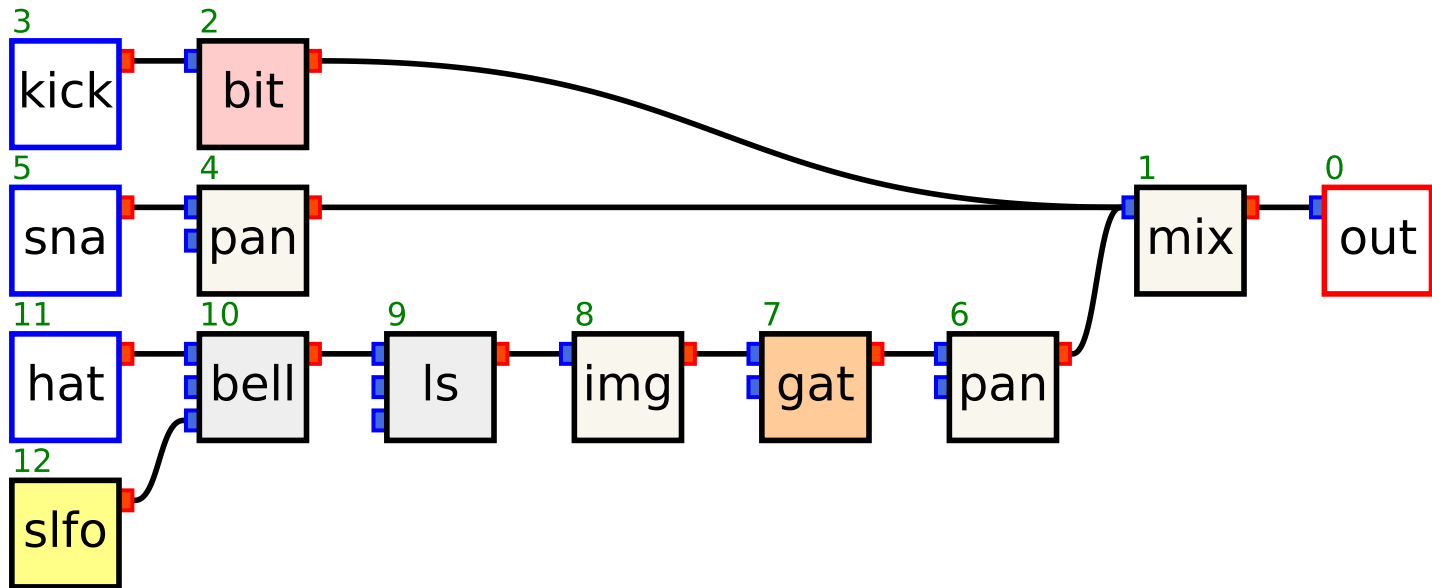 3 2
kick bit
5 4 1 0
sna pan mix out
11 10 9 8 7 6
hat bell ls img gat pan
12
slfo